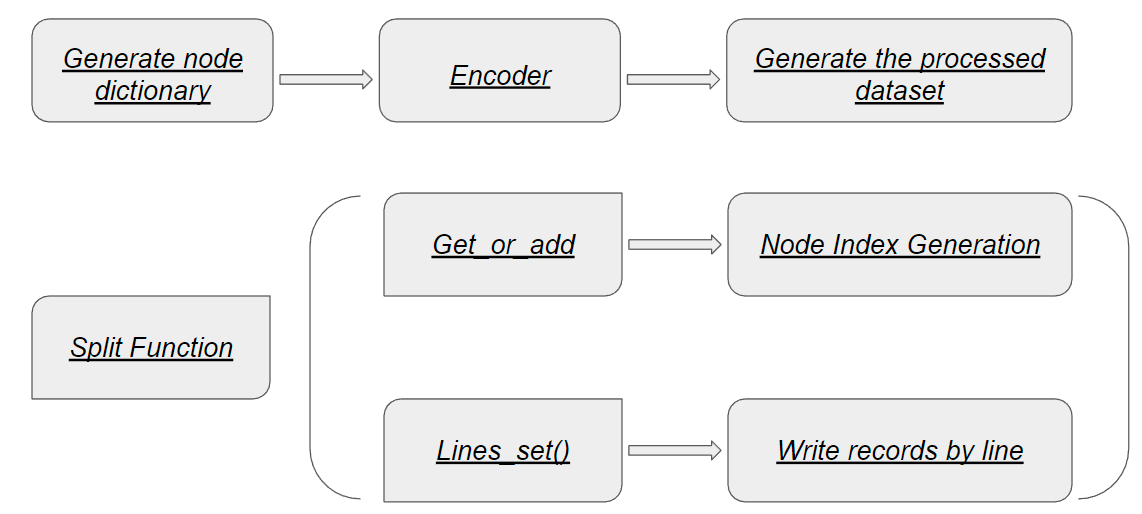 Generate node
dictionary
Encoder
Generate the processed
dataset
Get_or_add
Node Index Generation
Split Function
Lines_set()
Write records by line